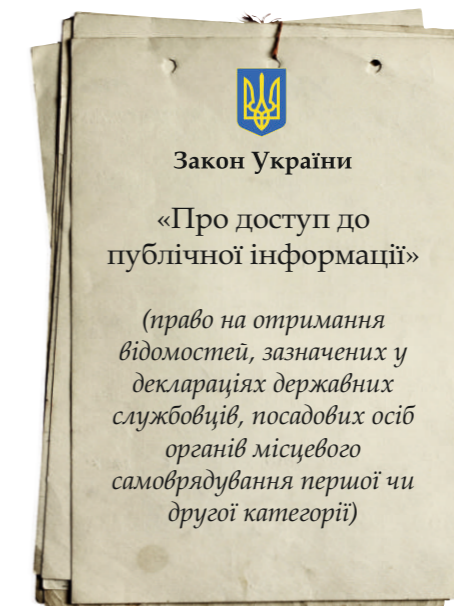 Закон України
«Про доступ до
публічної інформації»
(право на отримання
відомостей, зазначених у
деклараціях державних
службовців, посадових осіб
органів місцевого
самоврядування першої чи
другої категорії)